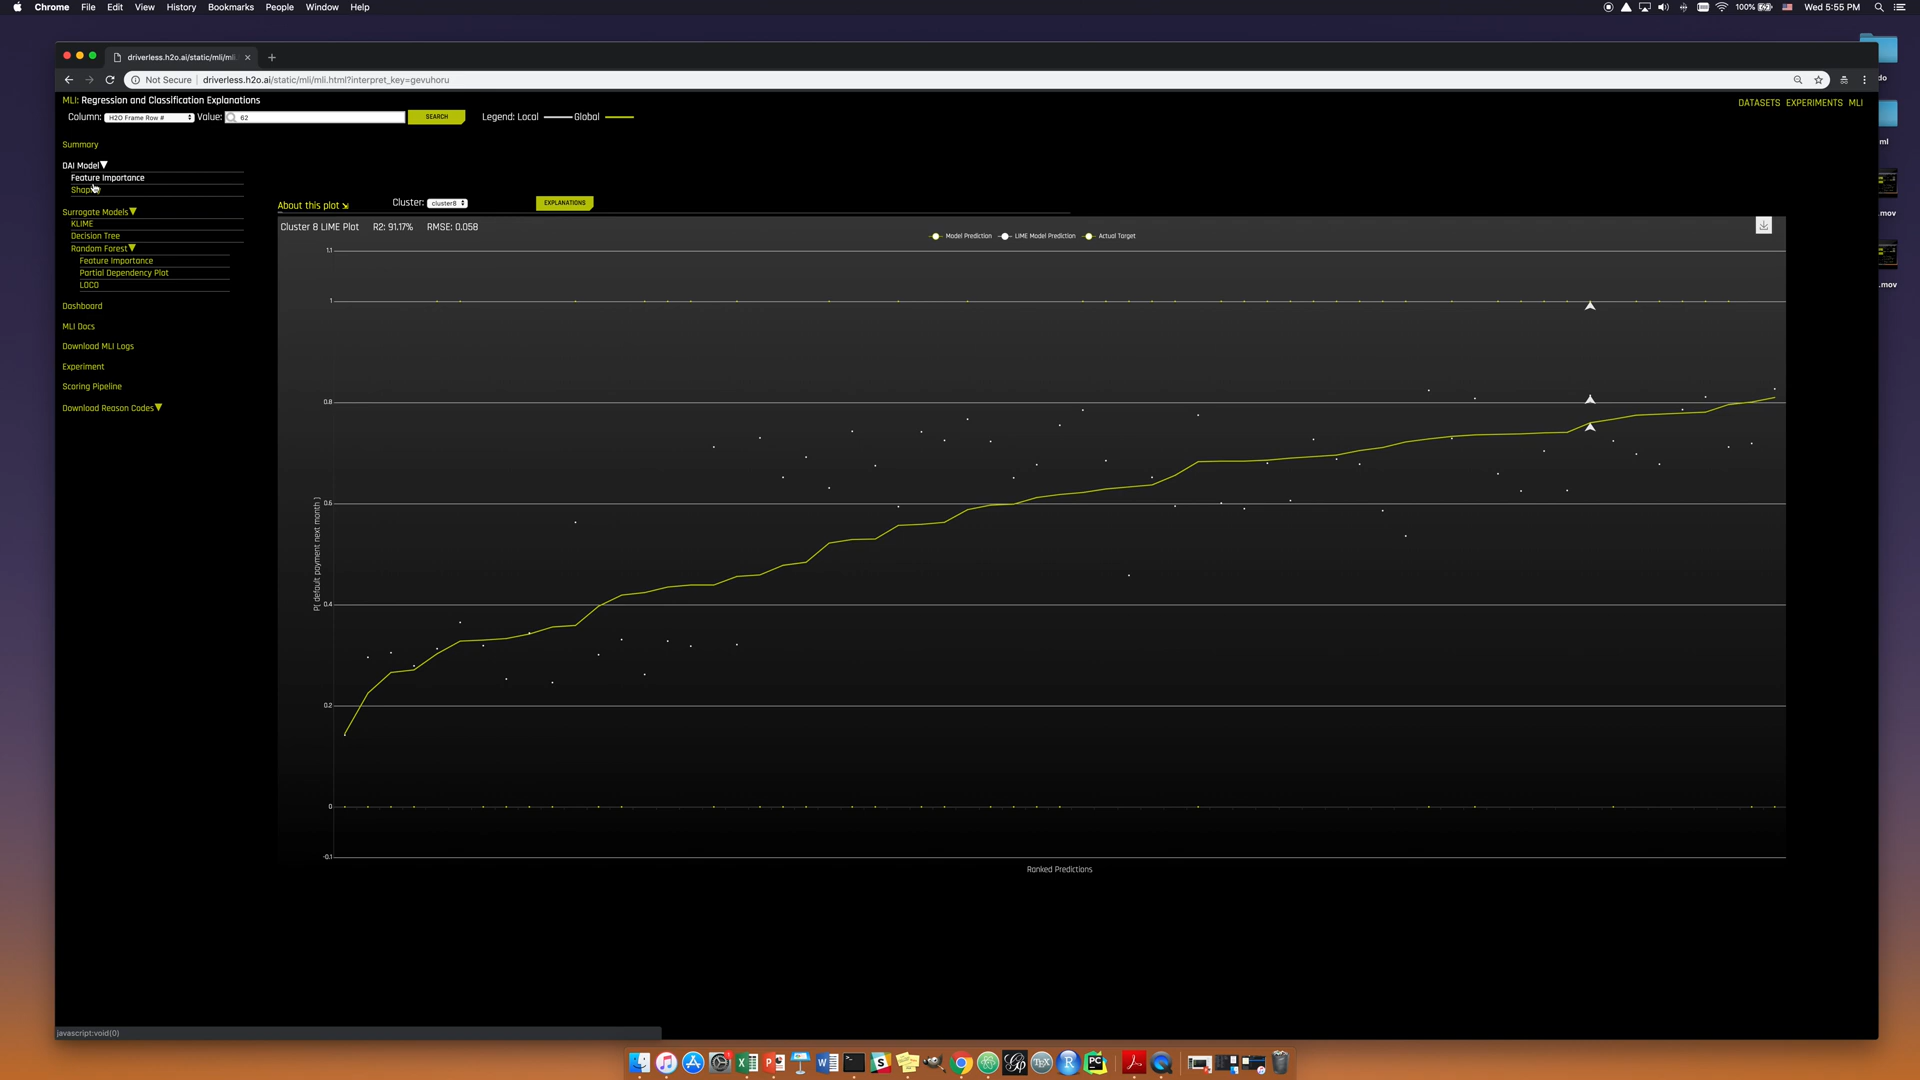 Chrome File Edit View History Bookmarks People Window Help
100% Wed 5:55 PM
driverless.h2o.ai/static/mli/mli
Not Secure driverless.h2o.ai/static/mli/mli.html?interpret_key=gevuhoru
MLI: Regression and Classification Explanations
DATASETS EXPERIMENTS MLI
Column: H2O Frame Row # Value: 62 SEARCH Legend: Local Global
Summary
DAI Model
Feature Importance
Surrogate Models
KLIME
Decision Tree
Random Forest
Feature Importance
Partial Dependency Plot
LOCO
Dashboard
MLI Docs
Download MLI Logs
Experiment
Scoring Pipeline
Download Reason Codes
About this plot Cluster: cluster8 EXPLANATIONS
Cluster 8 LIME Plot R2: 91.17% RMSE: 0.058
Model Prediction LIME Model Prediction Actual Target
1.1
1
0.8
0.6
0.4
0.2
0
-0.1
P( default payment next month )
Ranked Predictions
do
ml
.mov
.mov
javascript:void(0)